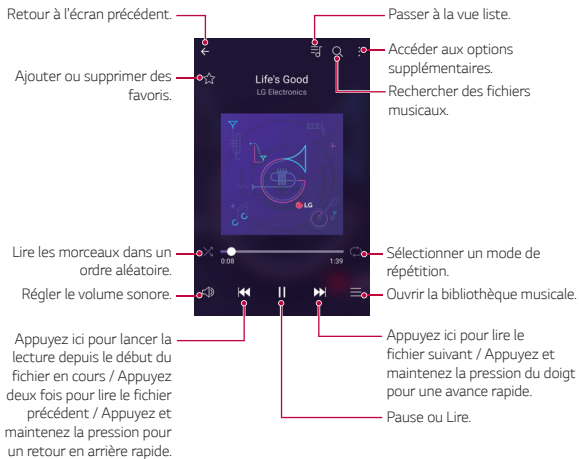 Retour à l'écran précédent.
Passer à la vue liste.
Accéder aux options
supplémentaires.
Ajouter ou supprimer des
favoris.
Rechercher des fichiers
musicaux.
Life's Good
LG Electronics
LG
Lire les morceaux dans un
ordre aléatoire.
0:08
1:39
Sélectionner un mode de
répétition.
Régler le volume sonore.
Ouvrir la bibliothèque musicale.
Appuyez ici pour lancer la
lecture depuis le début du
fichier en cours / Appuyez
deux fois pour lire le fichier
précédent / Appuyez et
maintenez la pression pour
un retour en arrière rapide.
Appuyez ici pour lire le
fichier suivant / Appuyez et
maintenez la pression du doigt
pour une avance rapide.
Pause ou Lire.